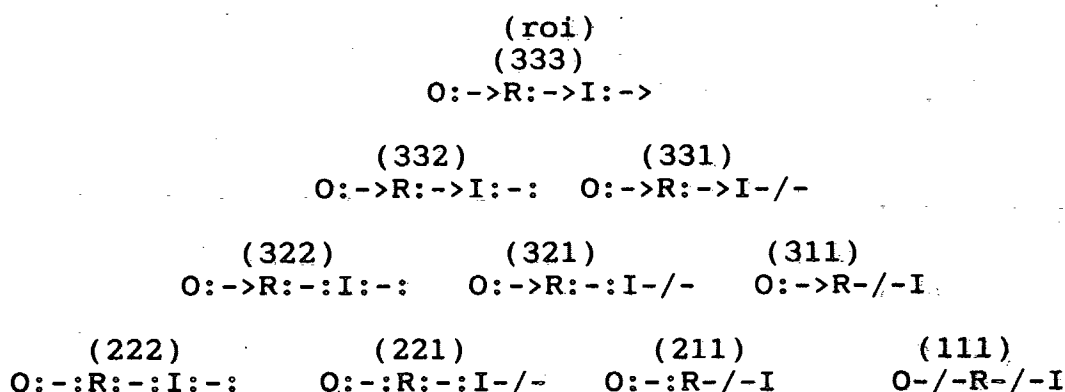 (roi)
(333)
O:->R:->I:->
(332) (331)
O:->R:->I:-: O:->R:->I-/-
(322) (321) (311)
O:->R:-:I:-: O:->R:-:I-/- O:->R-/-I
(222) (221) (211) (111)
O:-:R:-:I:-: O:-:R:-:I-/- O:-:R-/-I O-/-R-/-I